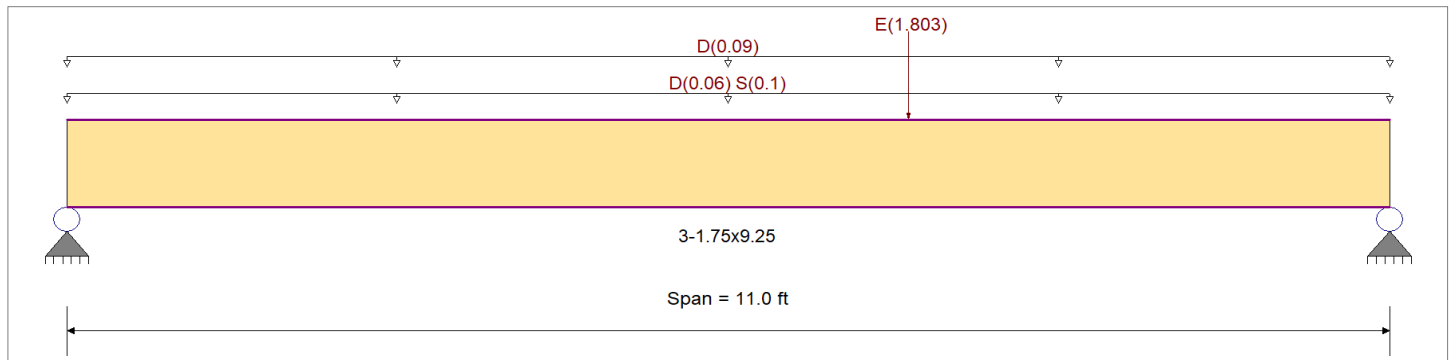 E(1.803)
D(0.09)
D(0.06) S(0.1)
3-1.75x9.25
Span = 11.0 ft